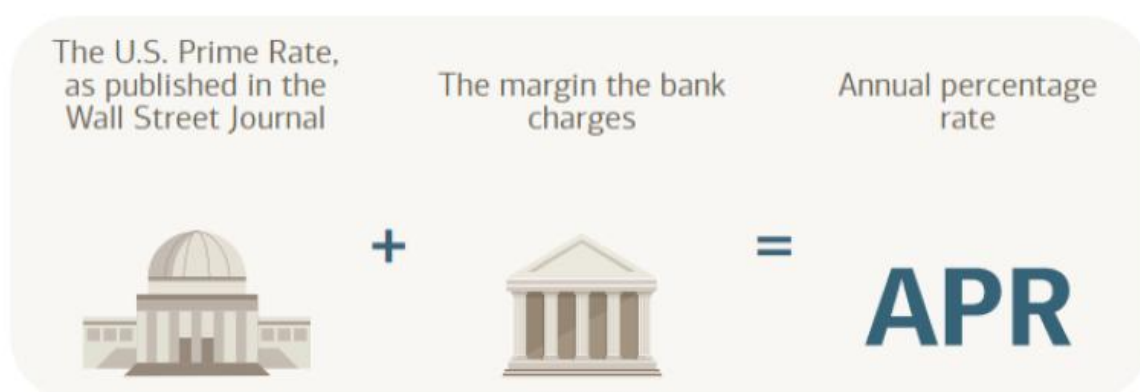 The U.S. Prime Rate,
as published in the
Wall Street Journal
The margin the bank
charges
Annual percentage
rate
+
=
APR